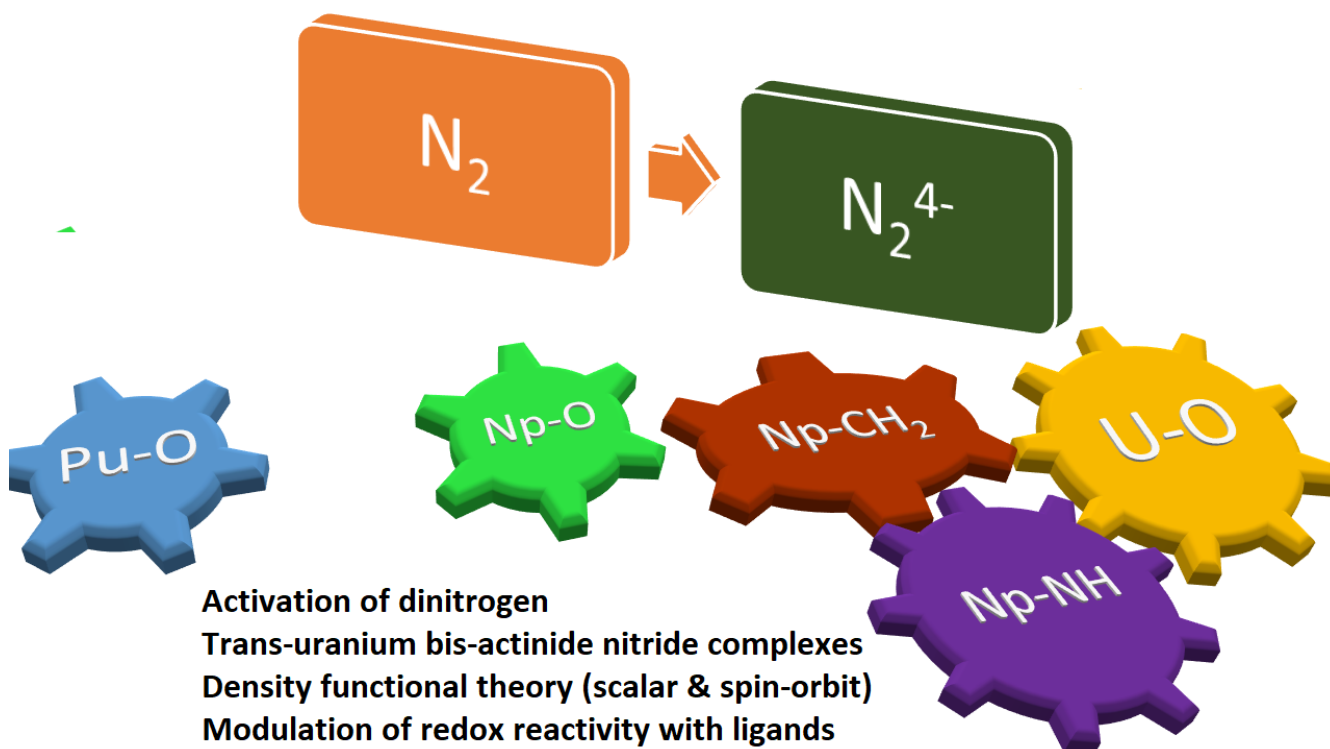 N₂
N₂⁴⁻
Pu-O
Np-O
Np-CH₂
U-O
Np-NH
Activation of dinitrogen
Trans-uranium bis-actinide nitride complexes
Density functional theory (scalar & spin-orbit)
Modulation of redox reactivity with ligands